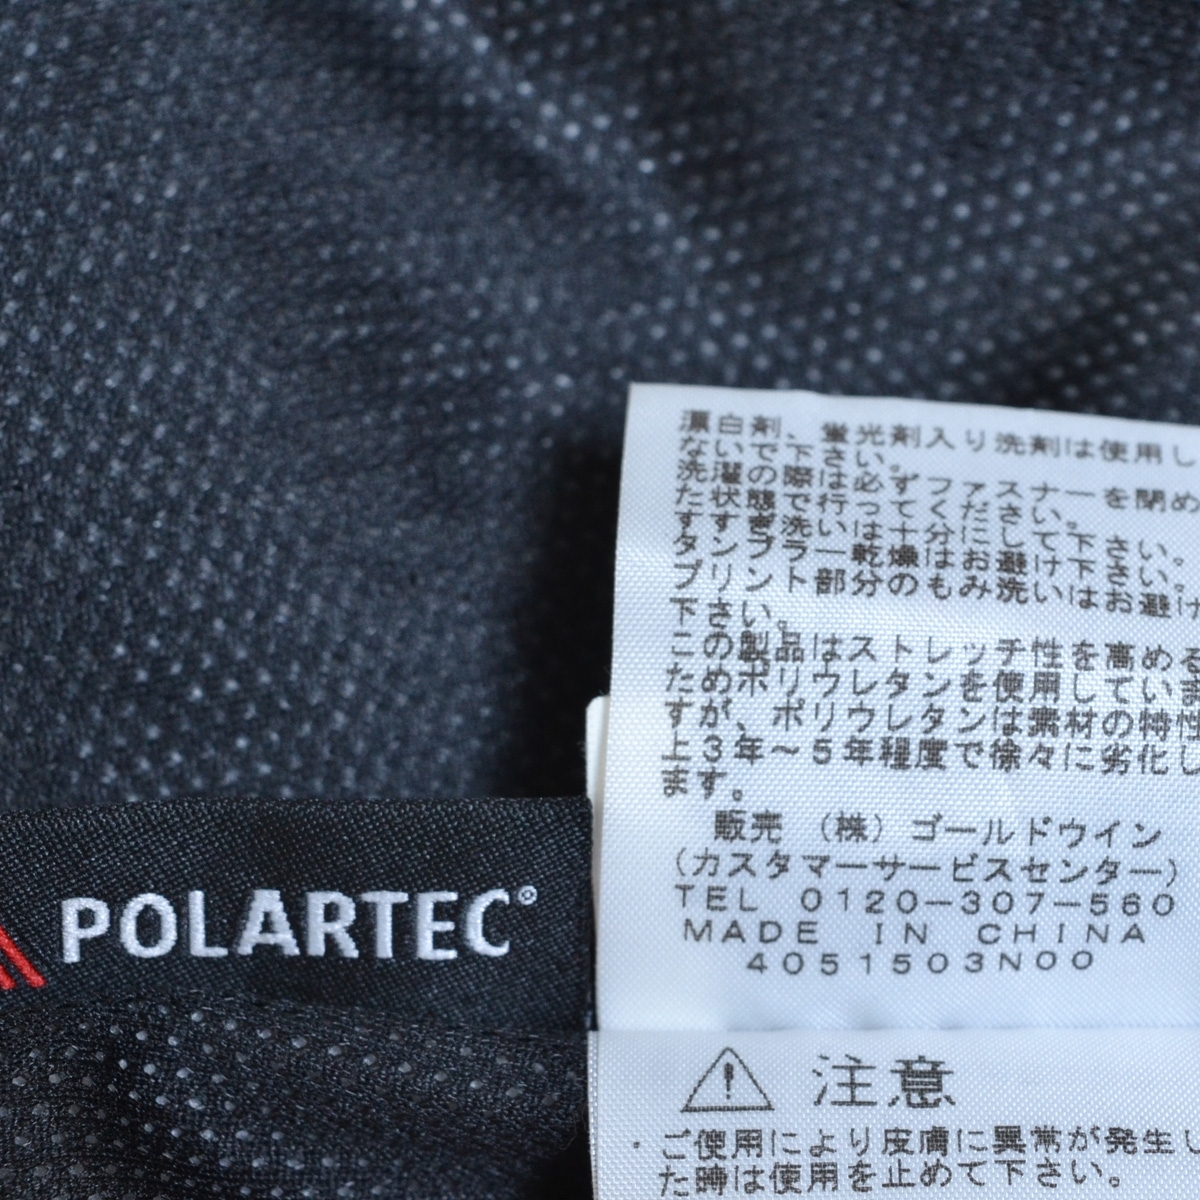 漂白剤、蛍光剤入り洗剤は使用し
ないで下さい。
洗濯の際は必ずファスナーを閉め
た状態で行ってください。
すすぎ洗いは十分にして下さい。
タンブラー乾燥はお避け下さい。
プリント部分のもみ洗いはお避け
下さい。
この製品はストレッチ性を高める
ためポリウレタンを使用していま
すが、ポリウレタンは素材の特性
上3年～5年程度で徐々に劣化し
ます。
販売 (株) ゴールドウイン
(カスタマーサービスセンター)
TEL 0120-307-560
MADE IN CHINA
4051503N00
POLARTEC®
注意
・ご使用により皮膚に異常が発生し
た時は使用を止めて下さい。